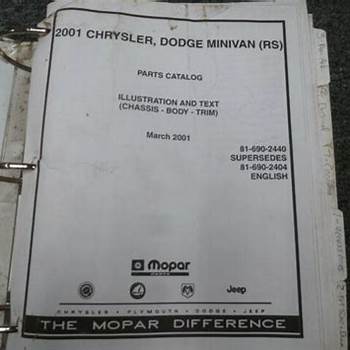 2001 CHRYSLER, DODGE MINIVAN (RS)
PARTS CATALOG
ILLUSTRATION AND TEXT
(CHASSIS - BODY - TRIM)
March 2001
81-690-2440
SUPERSEDES
81-690-2404
ENGLISH
Mopar
PARTS
Jeep
CHRYSLER • PLYMOUTH • DODGE • JEEP
THE MOPAR DIFFERENCE